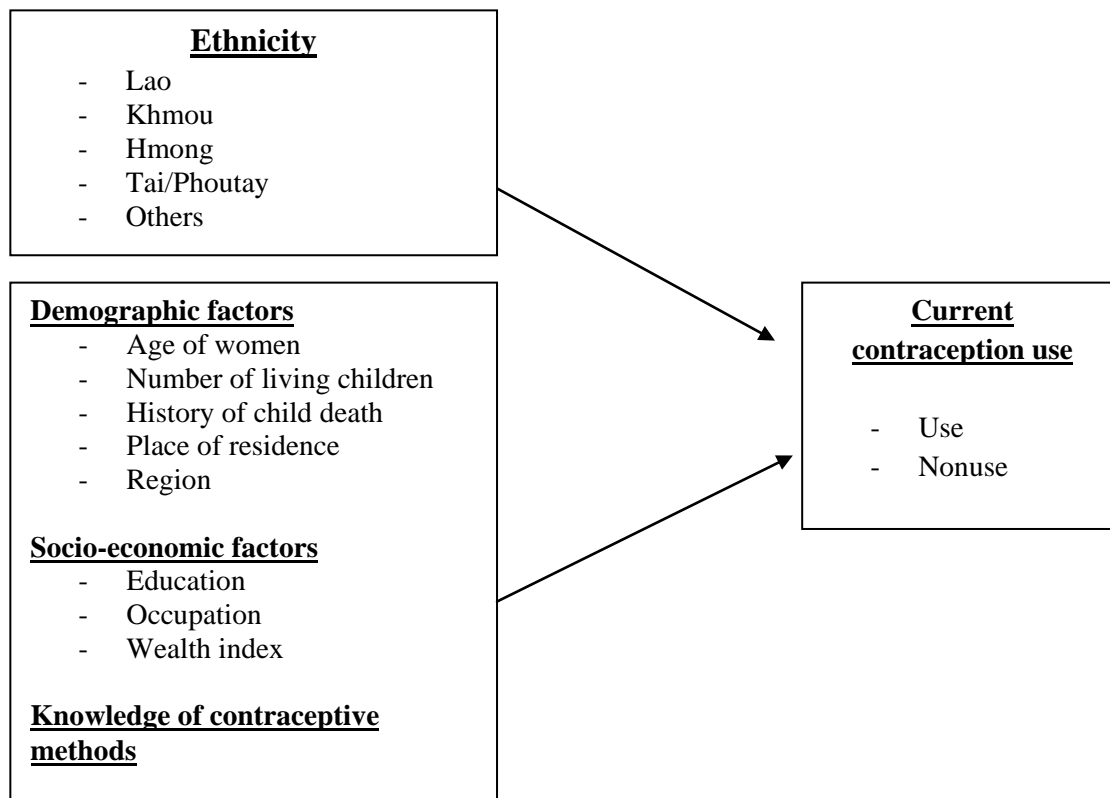 Ethnicity
- Lao
- Khmou
- Hmong
- Tai/Phoutay
- Others
Demographic factors
- Age of women
- Number of living children
- History of child death
- Place of residence
- Region
Socio-economic factors
- Education
- Occupation
- Wealth index
Knowledge of contraceptive
methods
Current
contraception use
- Use
- Nonuse